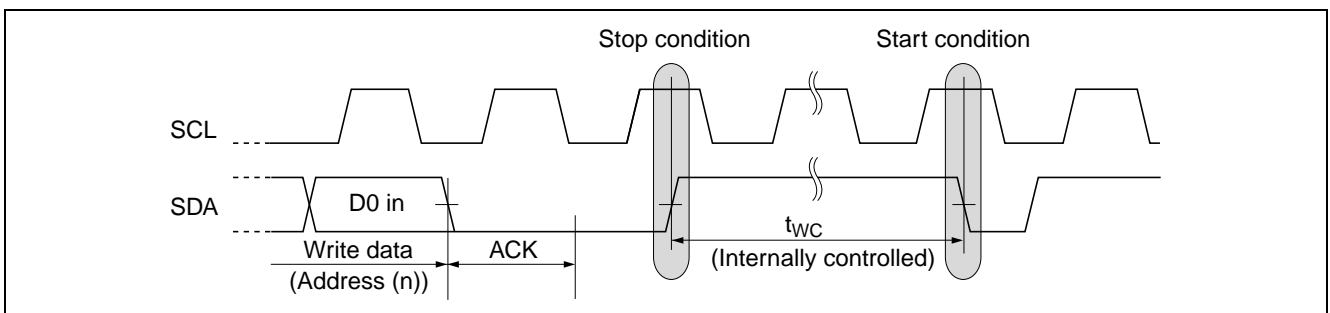 Stop condition
Start condition
SCL
SDA
D0 in
Write data
(Address (n))
ACK
tWC
(Internally controlled)